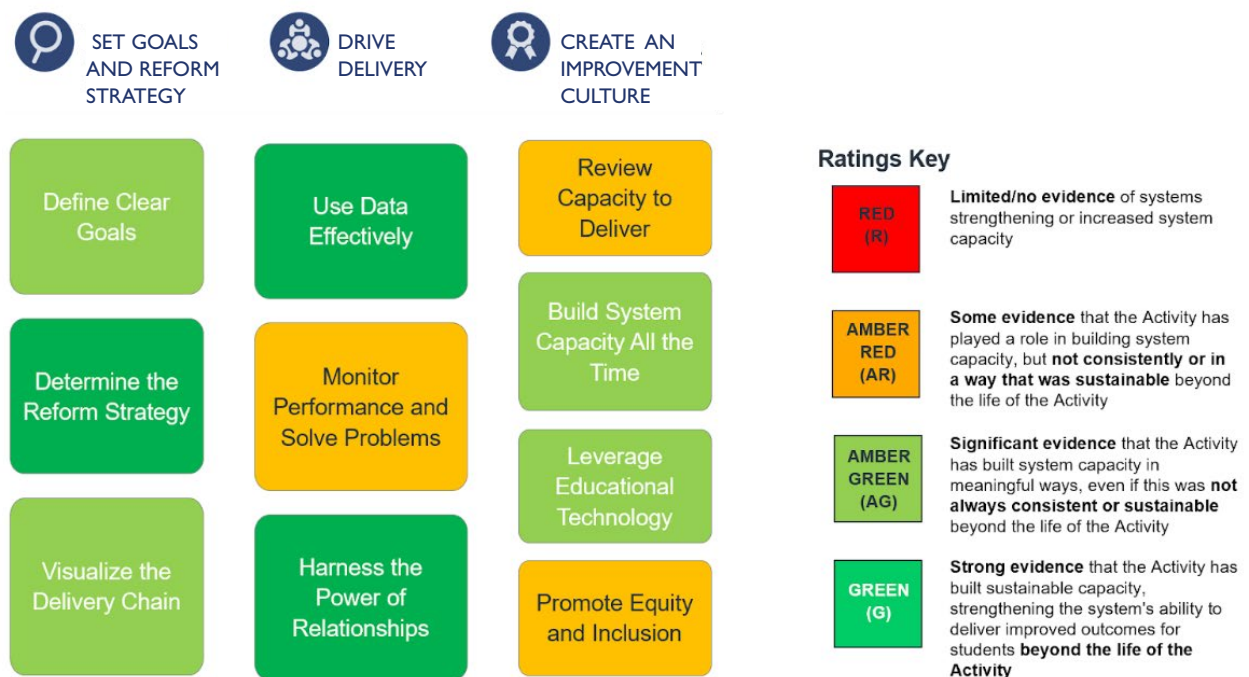 SET GOALS
AND REFORM
STRATEGY
DRIVE
DELIVERY
CREATE AN
IMPROVEMENT
CULTURE
Define Clear
Goals
Determine the
Reform Strategy
Visualize the
Delivery Chain
Use Data
Effectively
Monitor
Performance and
Solve Problems
Harness the
Power of
Relationships
Review
Capacity to
Deliver
Build System
Capacity All the
Time
Leverage
Educational
Technology
Promote Equity
and Inclusion
Ratings Key
RED
(R)
Limited/no evidence of systems
strengthening or increased system
capacity
AMBER
RED
(AR)
Some evidence that the Activity has
played a role in building system
capacity, but not consistently or in
a way that was sustainable beyond
the life of the Activity
AMBER
GREEN
(AG)
Significant evidence that the Activity
has built system capacity in
meaningful ways, even if this was not
always consistent or sustainable
beyond the life of the Activity
GREEN
(G)
Strong evidence that the Activity has
built sustainable capacity,
strengthening the system's ability to
deliver improved outcomes for
students beyond the life of the
Activity